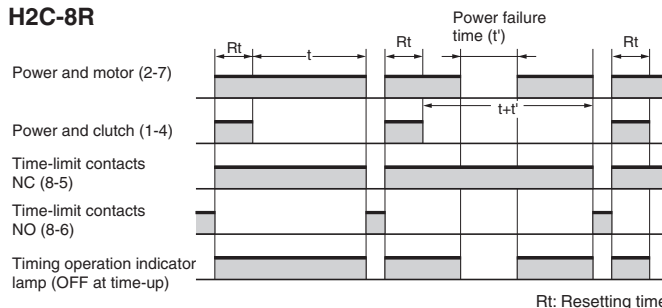 H2C-8R
Power failure
time (t')
Rt
t
Rt
Rt
Power and motor (2-7)
t+t'
Power and clutch (1-4)
Time-limit contacts
NC (8-5)
Time-limit contacts
NO (8-6)
Timing operation indicator
lamp (OFF at time-up)
Rt: Resetting time